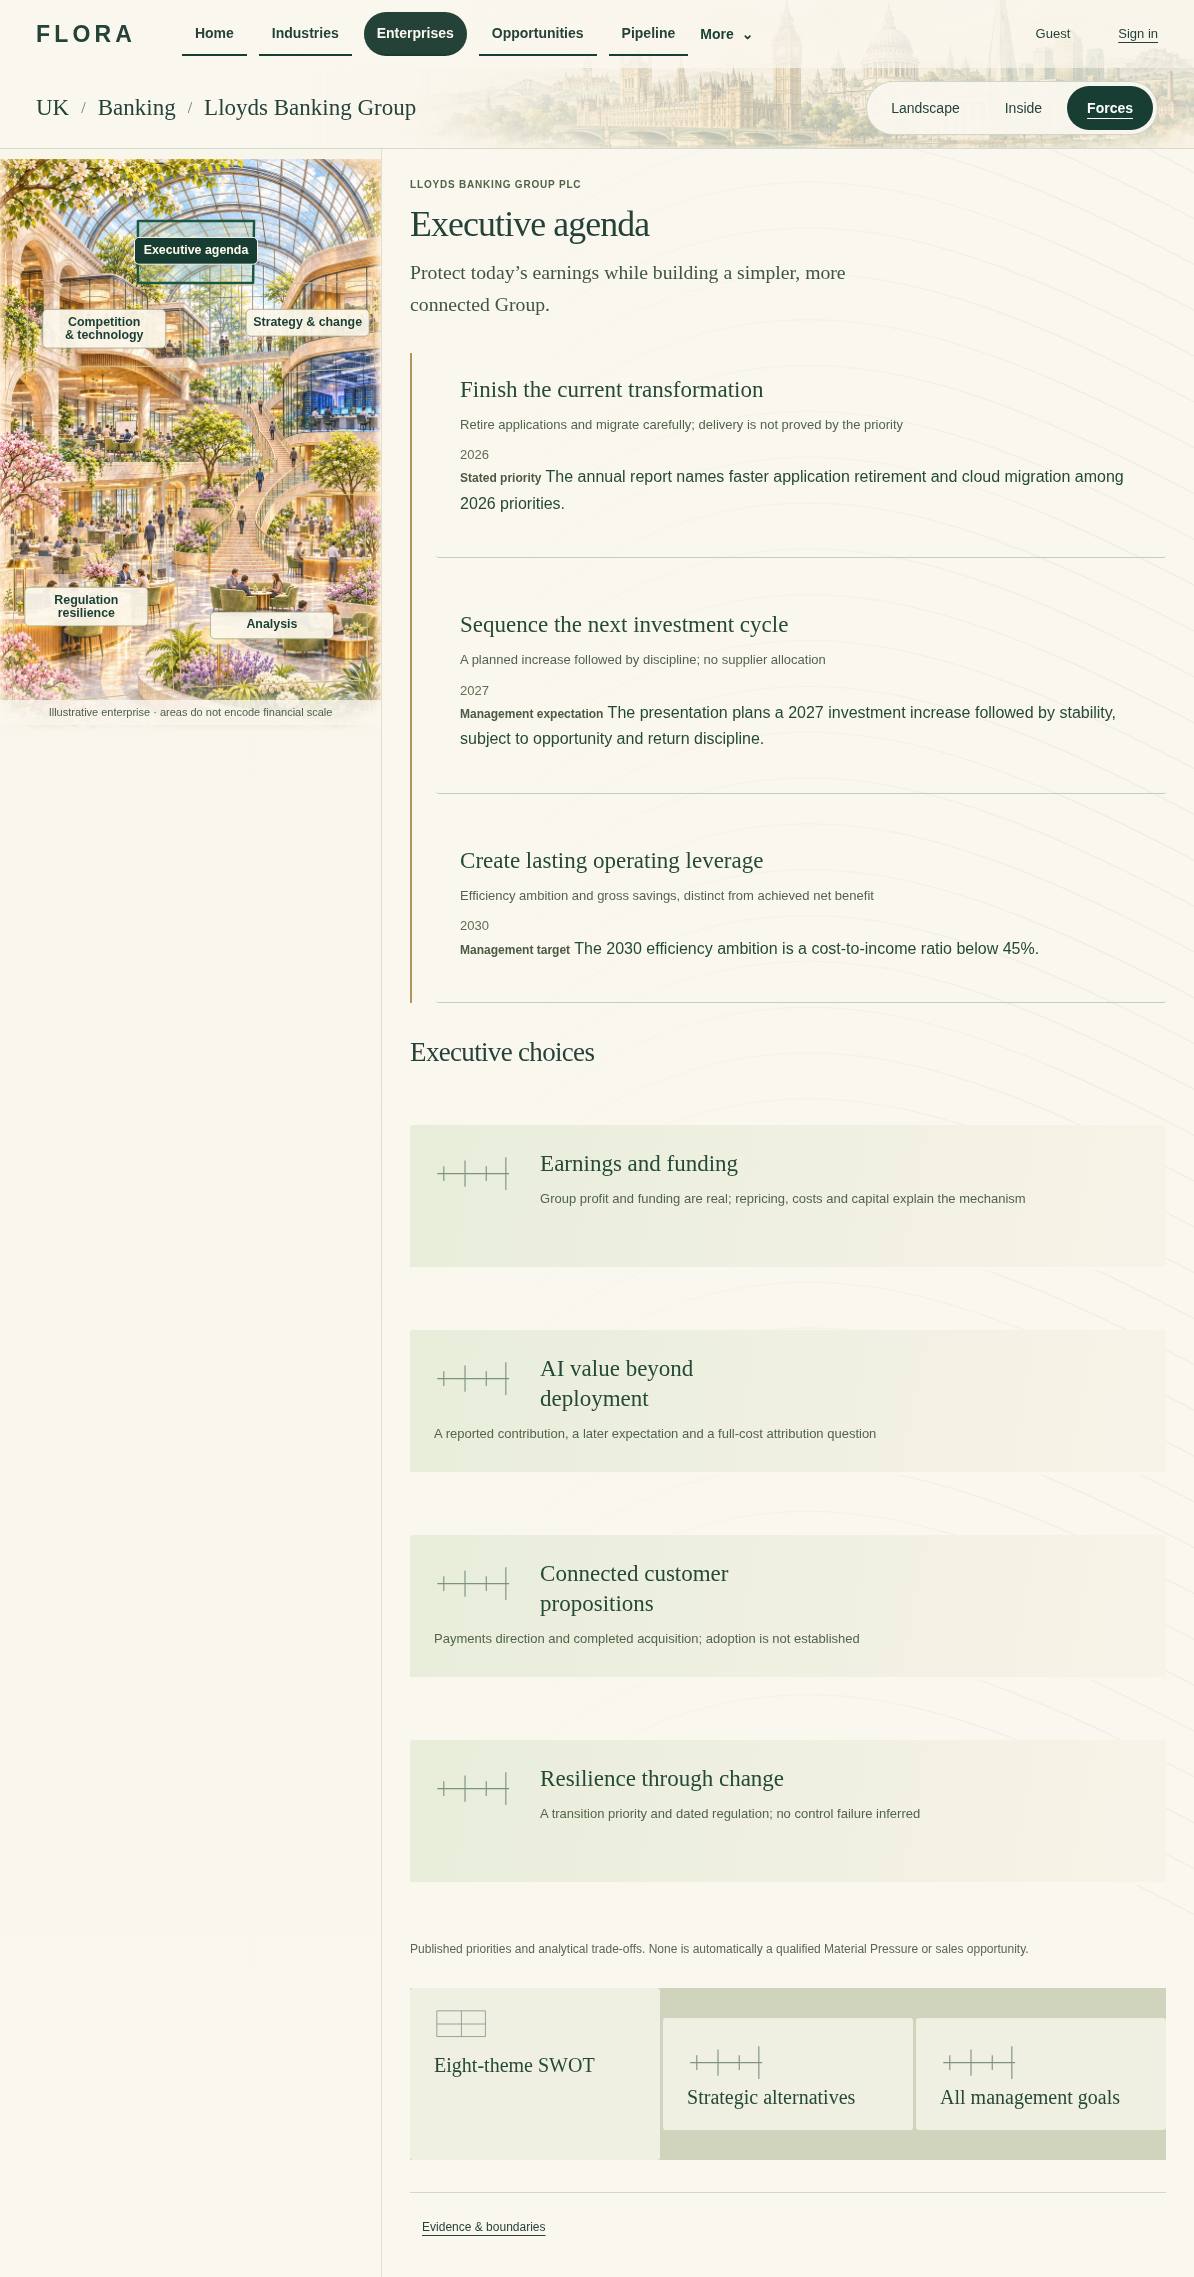 FLORA
Home
Industries
Enterprises
Opportunities
Pipeline
More
Guest
Sign in
UK / Banking / Lloyds Banking Group
Landscape
Inside
Forces
Executive agenda
Competition
& technology
Strategy & change
Regulation
resilience
Analysis
Illustrative enterprise · areas do not encode financial scale
LLOYDS BANKING GROUP PLC
Executive agenda
Protect today’s earnings while building a simpler, more
connected Group.
Finish the current transformation
Retire applications and migrate carefully; delivery is not proved by the priority
2026
Stated priority The annual report names faster application retirement and cloud migration among
2026 priorities.
Sequence the next investment cycle
A planned increase followed by discipline; no supplier allocation
2027
Management expectation The presentation plans a 2027 investment increase followed by stability,
subject to opportunity and return discipline.
Create lasting operating leverage
Efficiency ambition and gross savings, distinct from achieved net benefit
2030
Management target The 2030 efficiency ambition is a cost-to-income ratio below 45%.
Executive choices
Earnings and funding
Group profit and funding are real; repricing, costs and capital explain the mechanism
AI value beyond
deployment
A reported contribution, a later expectation and a full-cost attribution question
Connected customer
propositions
Payments direction and completed acquisition; adoption is not established
Resilience through change
A transition priority and dated regulation; no control failure inferred
Published priorities and analytical trade-offs. None is automatically a qualified Material Pressure or sales opportunity.
Eight-theme SWOT
Strategic alternatives
All management goals
Evidence & boundaries